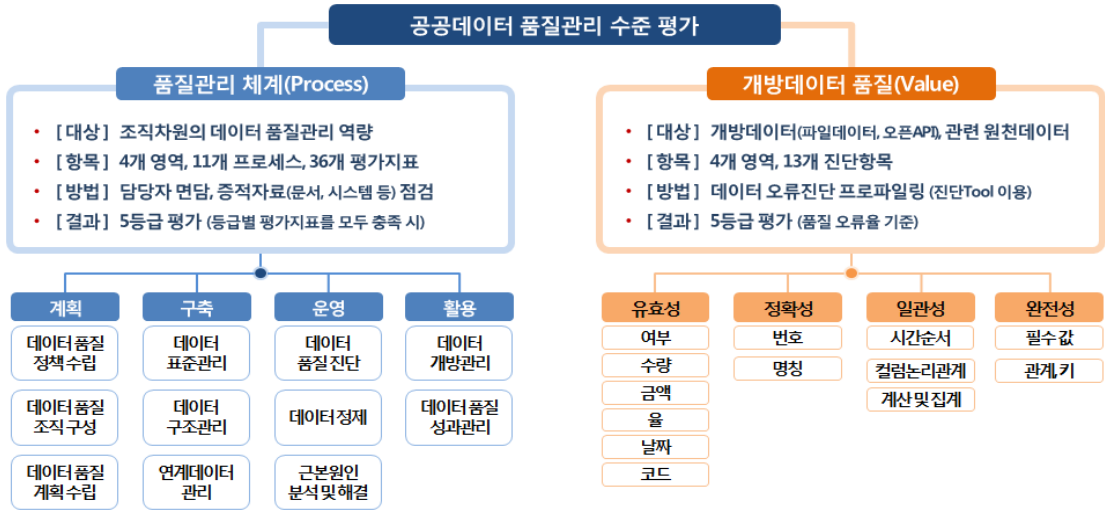 공공데이터 품질관리 수준 평가
품질관리 체계(Process)
• [대상] 조직차원의 데이터 품질관리 역량
• [항목] 4개 영역, 11개 프로세스, 36개 평가지표
• [방법] 담당자 면담, 증적자료(문서, 시스템 등) 점검
• [결과] 5등급 평가 (등급별 평가지표를 모두 충족 시)
계획
데이터 품질
정책 수립
데이터 품질
조직 구성
데이터 품질
계획 수립
구축
데이터
표준관리
데이터
구조관리
연계데이터
관리
운영
데이터
품질 진단
데이터 정제
근본원인
분석 및 해결
활용
데이터
개방관리
데이터 품질
성과관리
개방데이터 품질(Value)
• [대상] 개방데이터(파일데이터, 오픈API), 관련 원천데이터
• [항목] 4개 영역, 13개 진단항목
• [방법] 데이터 오류진단 프로파일링 (진단Tool 이용)
• [결과] 5등급 평가 (품질 오류율 기준)
유효성
여부
수량
금액
율
날짜
코드
정확성
번호
명칭
일관성
시간순서
컬럼논리관계
계산 및 집계
완전성
필수 값
관계, 키